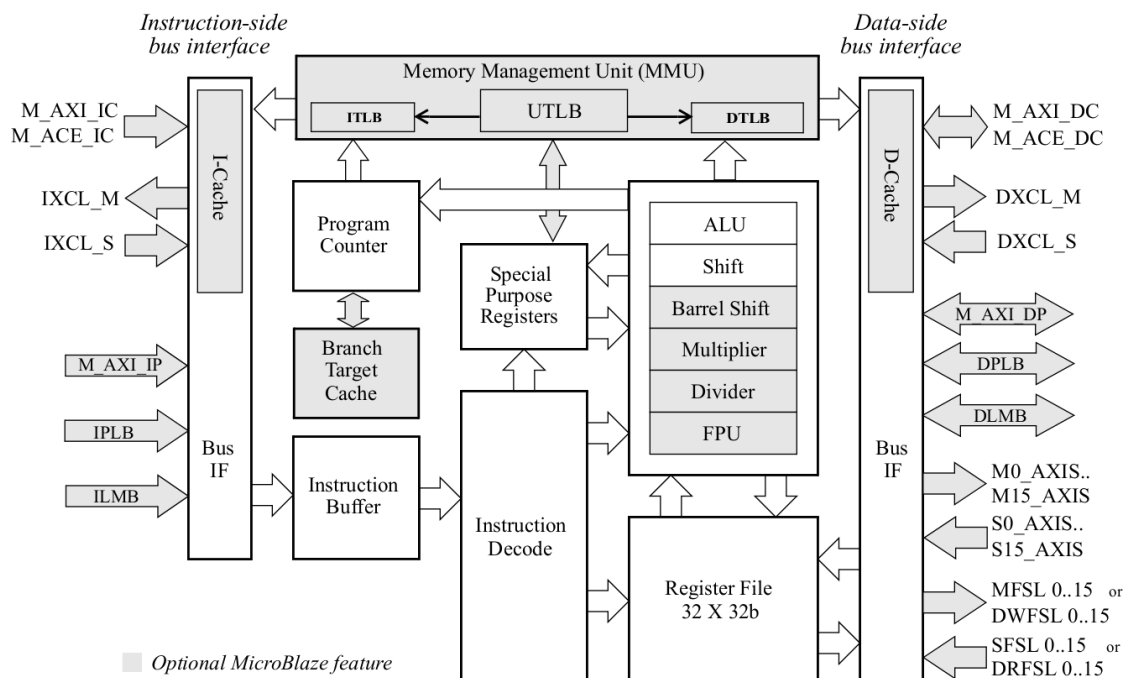 Instruction-side
bus interface
Data-side
bus interface
Memory Management Unit (MMU)
ITLB
UTLB
DTLB
M_AXI_IC
M_ACE_IC
IXCL_M
IXCL_S
I-Cache
M_AXI_IP
IPLB
ILMB
Bus
IF
Program
Counter
Branch
Target
Cache
Instruction
Buffer
Special
Purpose
Registers
Instruction
Decode
ALU
Shift
Barrel Shift
Multiplier
Divider
FPU
Register File
32 X 32b
D-Cache
Bus
IF
M_AXI_DC
M_ACE_DC
DXCL_M
DXCL_S
M_AXI_DP
DPLB
DLMB
M0_AXIS..
M15_AXIS
S0_AXIS..
S15_AXIS
MFSL 0..15 or
DWFSL 0..15
SFSL 0..15 or
DRFSL 0..15
Optional MicroBlaze feature